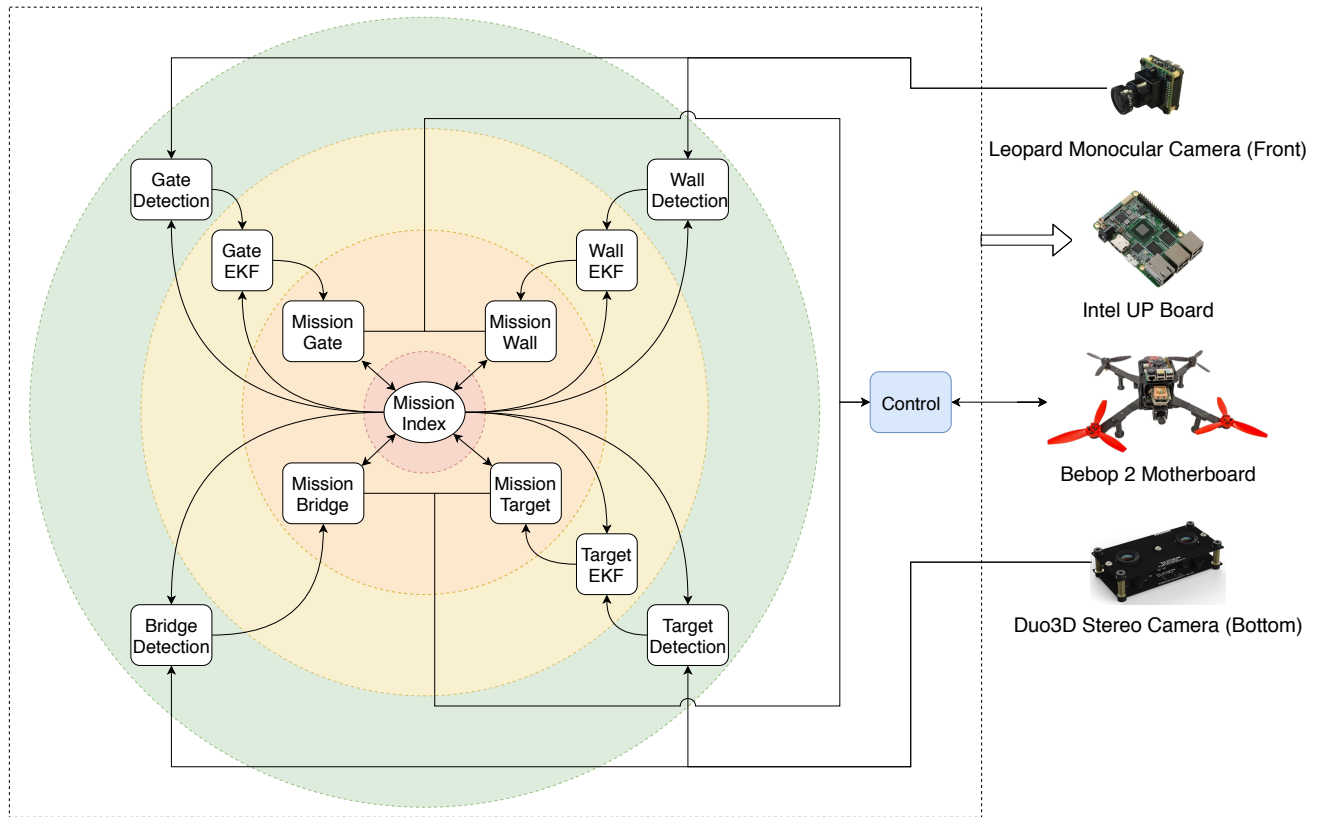 Leopard Monocular Camera (Front)
Gate
Detection
Wall
Detection
Gate
EKF
Wall
EKF
Intel UP Board
Mission
Gate
Mission
Wall
Mission
Index
Control
Bebop 2 Motherboard
Mission
Bridge
Mission
Target
Target
EKF
Bridge
Detection
Target
Detection
Duo3D Stereo Camera (Bottom)